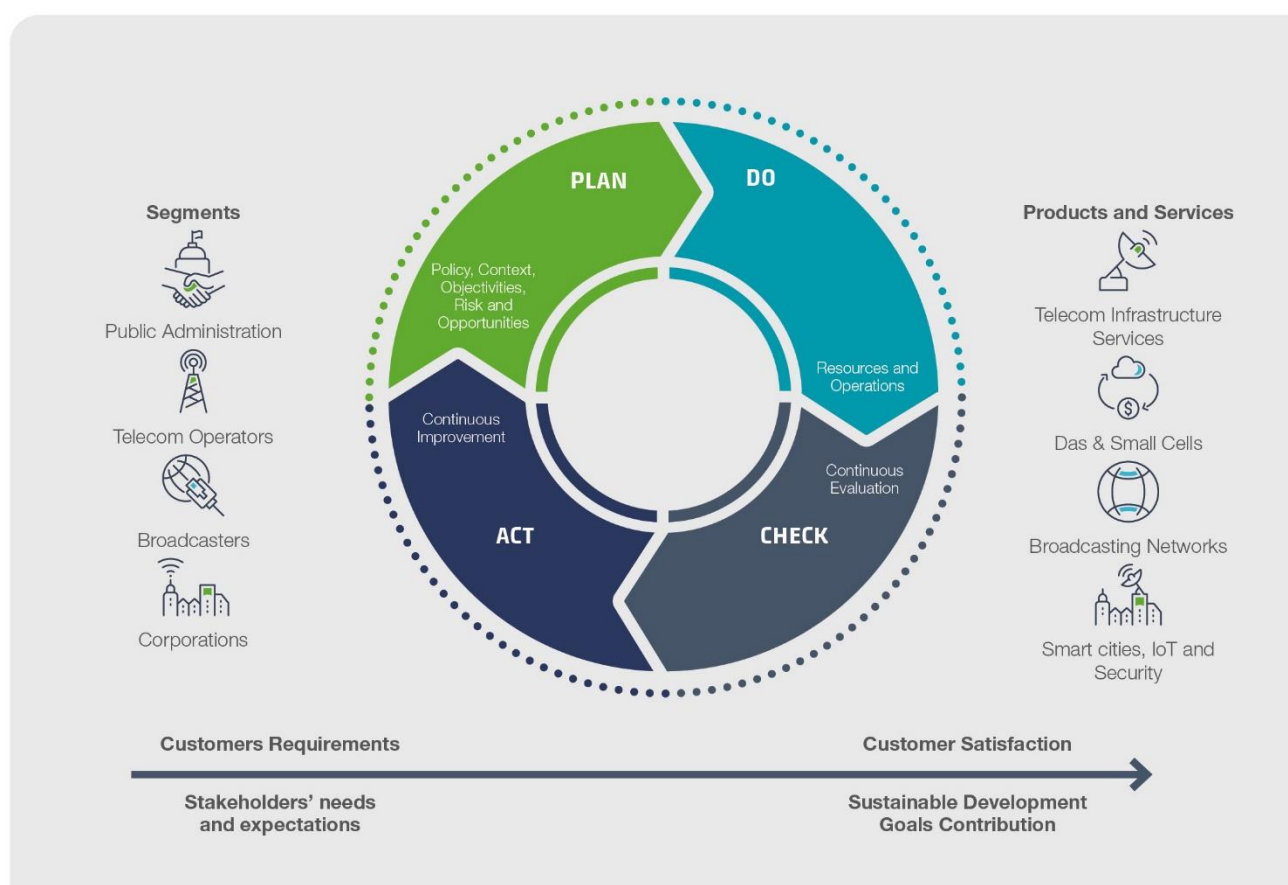 Segments
Public Administration
Telecom Operators
Broadcasters
Corporations
PLAN
Policy, Context,
Objectivities,
Risk and
Opportunities
DO
Resources and
Operations
CHECK
Continuous
Evaluation
ACT
Continuous
Improvement
Products and Services
Telecom Infrastructure
Services
$
Das & Small Cells
Broadcasting Networks
Smart cities, IoT and
Security
Customers Requirements
Customer Satisfaction
Stakeholders’ needs
and expectations
Sustainable Development
Goals Contribution